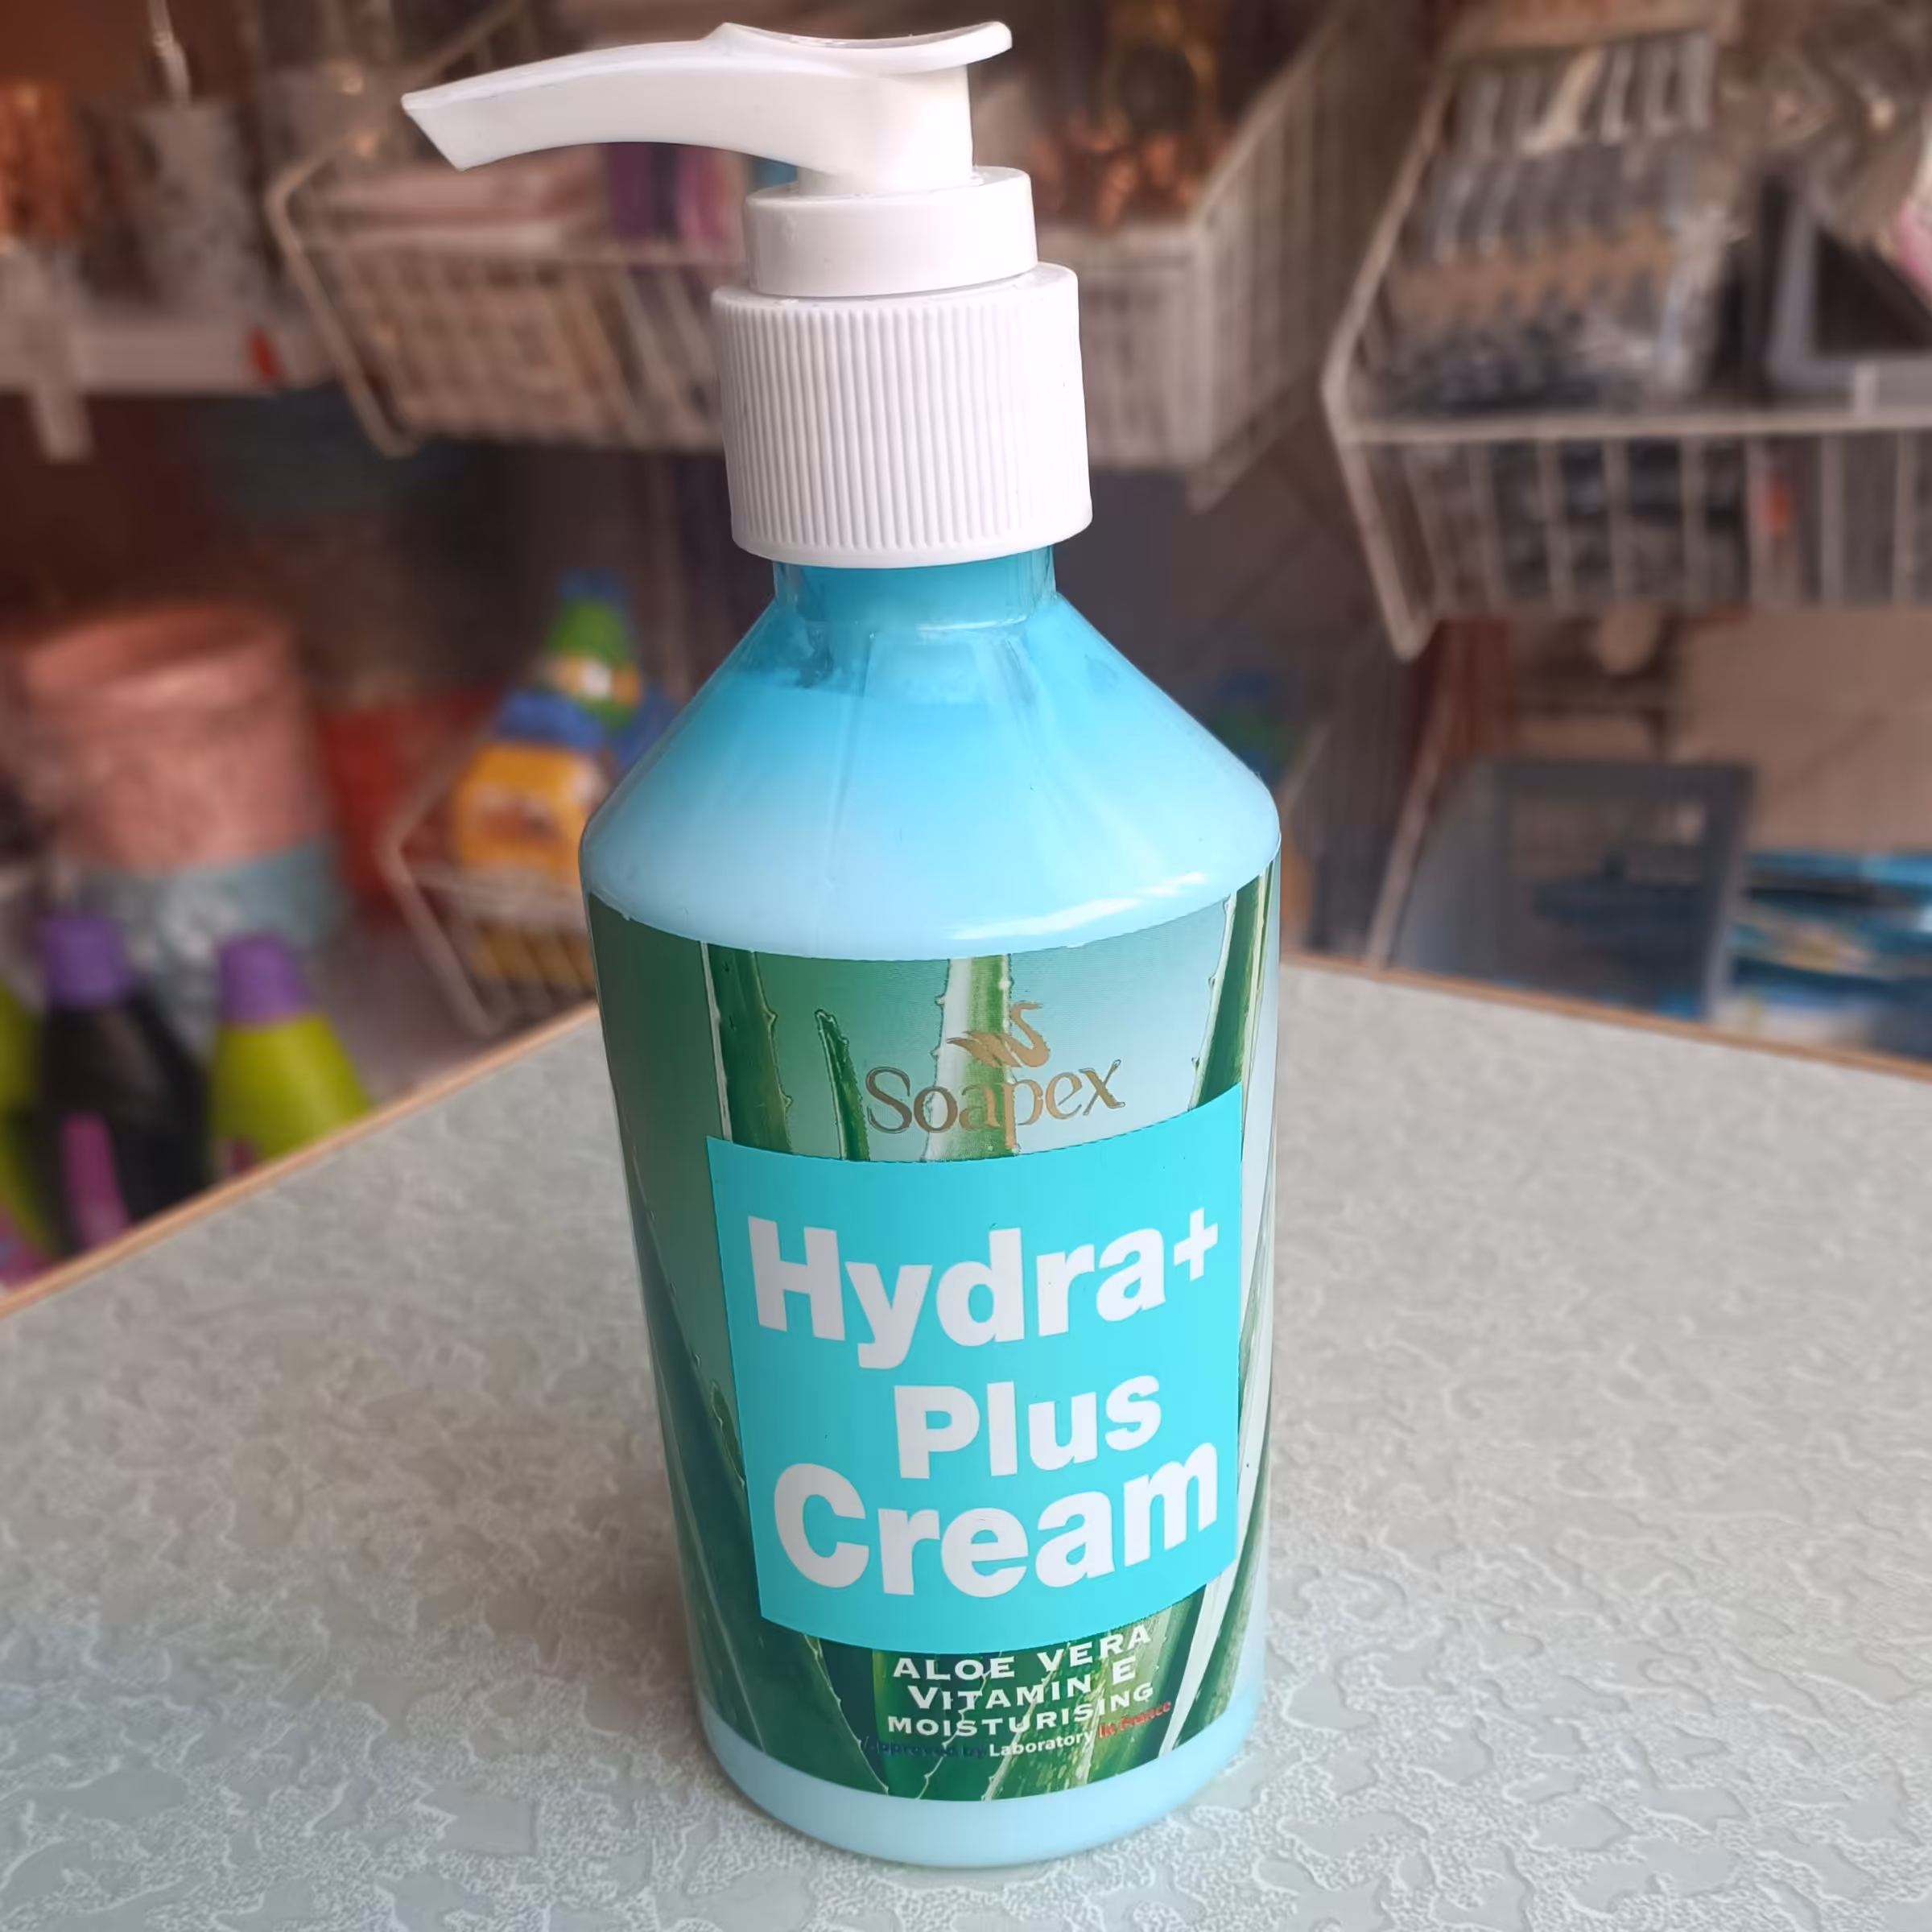 Soapex
Hydra+
Plus
Cream
ALOE VERA
VITAMIN E
MOISTURISING
Approved by Laboratory In France